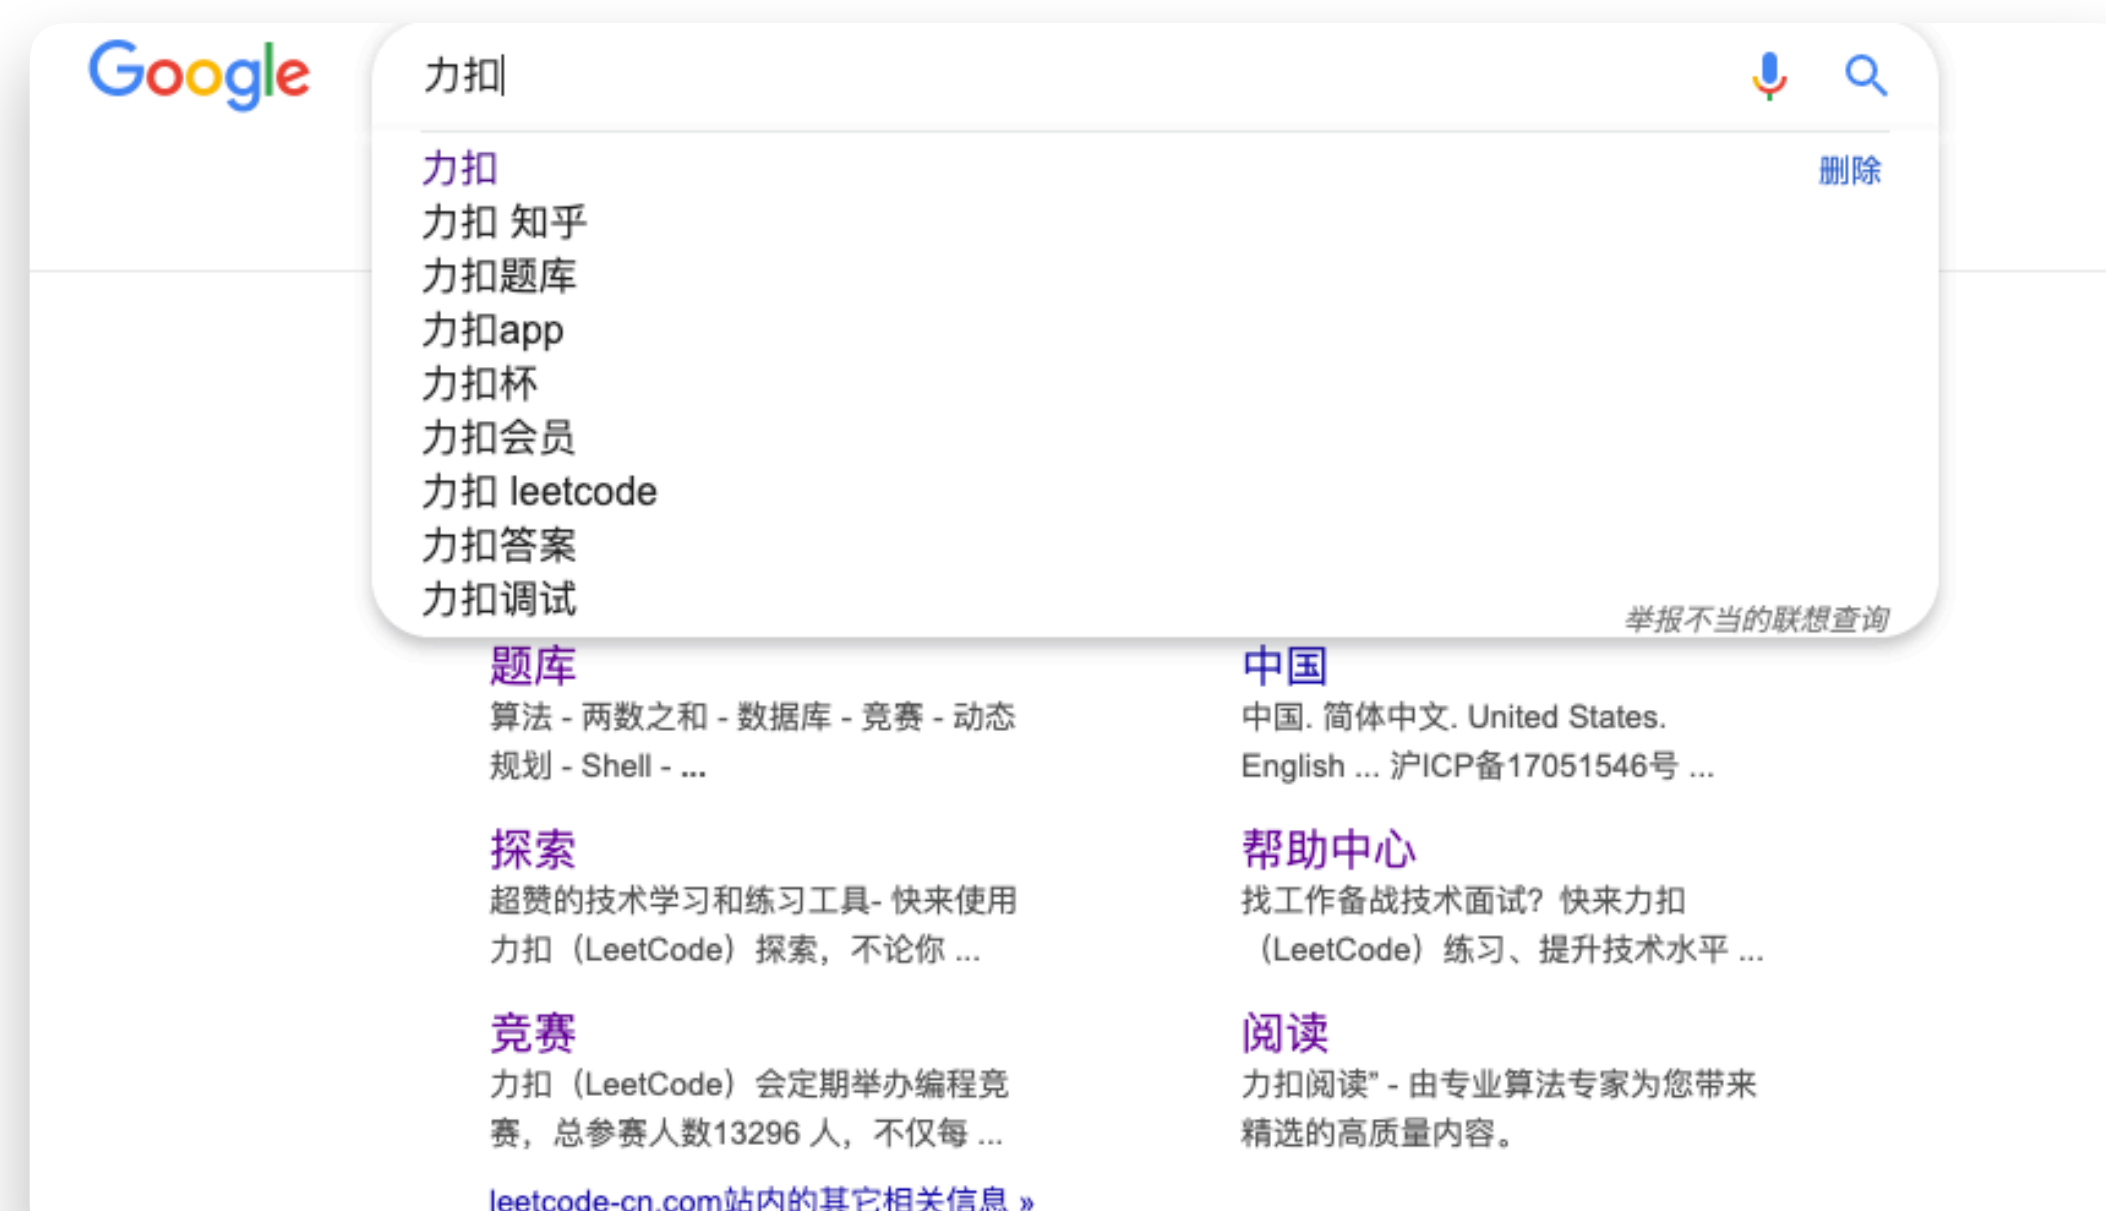 Google
力扣
力扣
删除
力扣 知乎
力扣题库
力扣app
力扣杯
力扣会员
力扣 leetcode
力扣答案
力扣调试
举报不当的联想查询
题库
算法 - 两数之和 - 数据库 - 竞赛 - 动态
规划 - Shell - ...
中国
中国. 简体中文. United States.
English ... 沪ICP备17051546号 ...
探索
超赞的技术学习和练习工具- 快来使用
力扣（LeetCode）探索，不论你 ...
帮助中心
找工作备战技术面试？快来力扣
（LeetCode）练习、提升技术水平 ...
竞赛
力扣（LeetCode）会定期举办编程竞
赛，总参赛人数13296 人，不仅每 ...
阅读
力扣阅读” - 由专业算法专家为您带来
精选的高质量内容。
leetcode-cn.com站内的其它相关信息 »